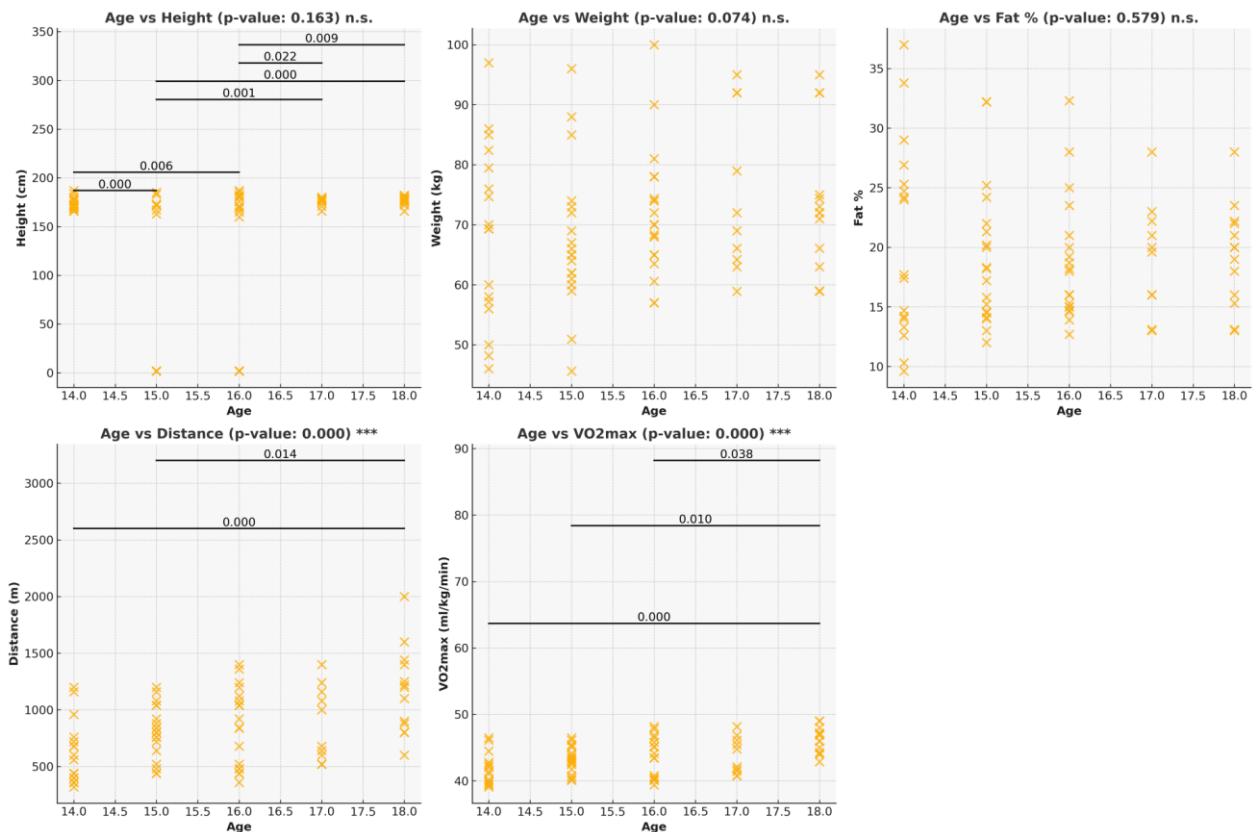 Age vs Height (p-value: 0.163) n.s.
Height (cm)
350
300
250
200
150
100
50
0
0.009
0.022
0.000
0.001
0.006
0.000
14.0 14.5 15.0 15.5 16.0 16.5 17.0 17.5 18.0
Age
Age vs Weight (p-value: 0.074) n.s.
Weight (kg)
100
90
80
70
60
50
14.0 14.5 15.0 15.5 16.0 16.5 17.0 17.5 18.0
Age
Age vs Fat % (p-value: 0.579) n.s.
Fat %
35
30
25
20
15
10
14.0 14.5 15.0 15.5 16.0 16.5 17.0 17.5 18.0
Age
Age vs Distance (p-value: 0.000) ***
Distance (m)
3000
2500
2000
1500
1000
500
0.014
0.000
14.0 14.5 15.0 15.5 16.0 16.5 17.0 17.5 18.0
Age
Age vs VO2max (p-value: 0.000) ***
VO2max (ml/kg/min)
90
80
70
60
50
40
0.038
0.010
0.000
14.0 14.5 15.0 15.5 16.0 16.5 17.0 17.5 18.0
Age